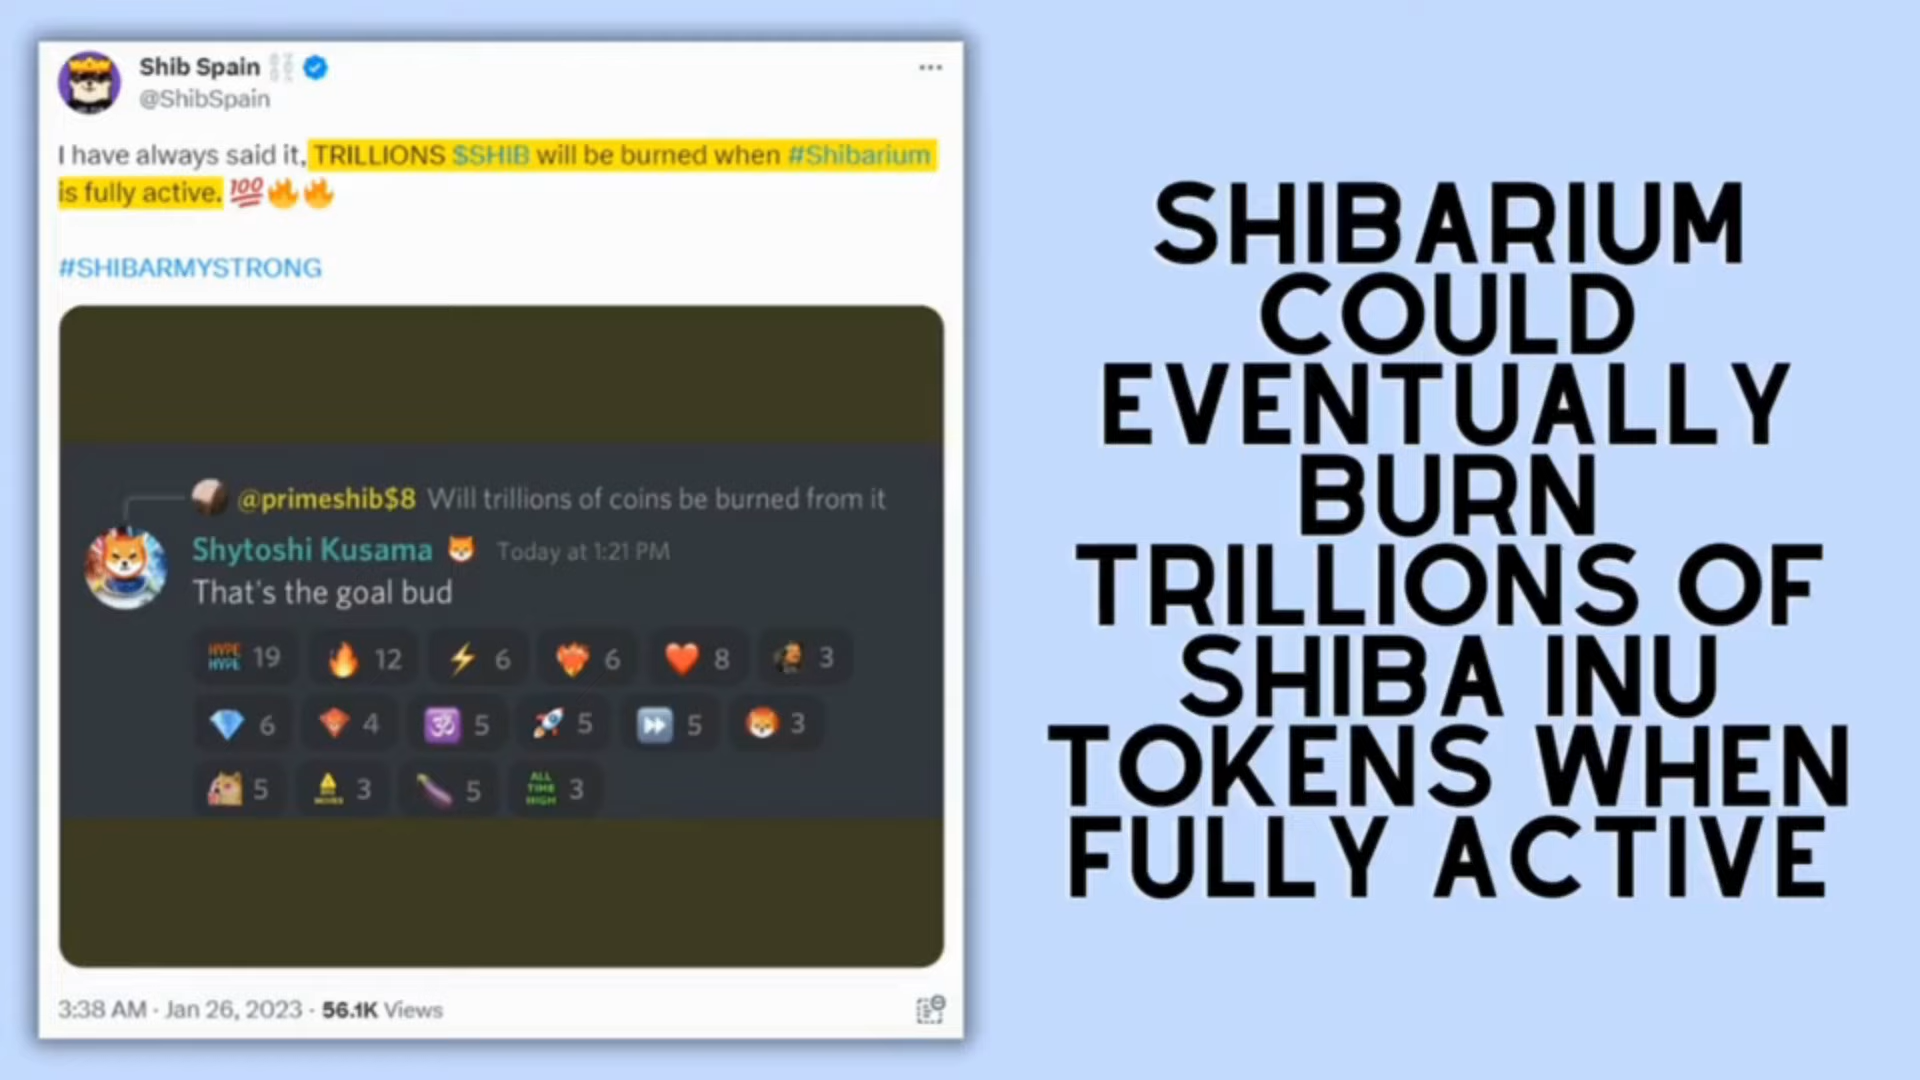 Shib Spain
@ShibSpain
I have always said it, TRILLIONS $SHIB will be burned when #Shibarium
is fully active. 💯🔥🔥
#SHIBARMYSTRONG
@primeshib$8 Will trillions of coins be burned from it
Shytoshi Kusama Today at 1:21 PM
That's the goal bud
HYPE HYPE 19 12 6 6 8 3
6 4 5 5 5 3
5 3 5 ALL TIME HIGH 3
3:38 AM · Jan 26, 2023 · 56.1K Views
SHIBARIUM
COULD
EVENTUALLY
BURN
TRILLIONS OF
SHIBA INU
TOKENS WHEN
FULLY ACTIVE